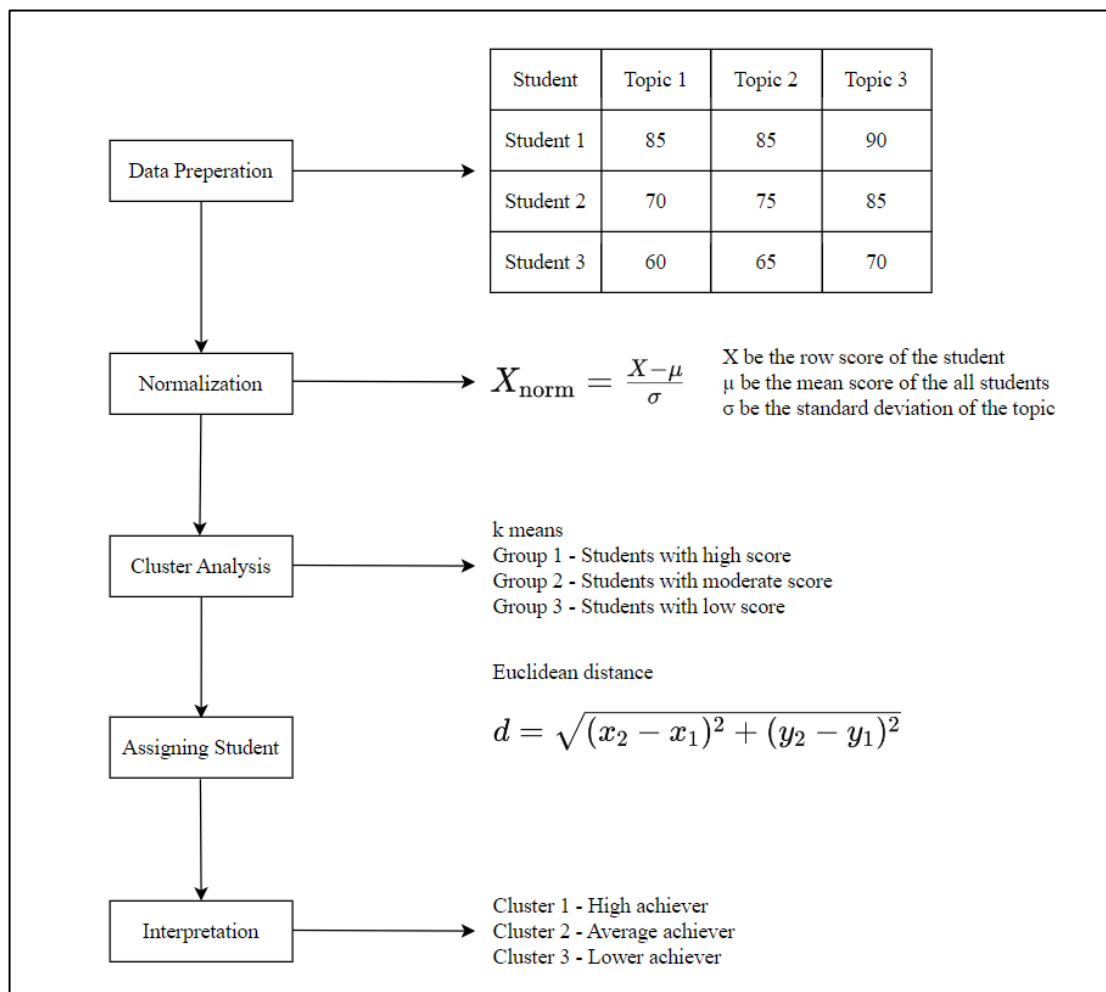 Student Topic 1 Topic 2 Topic 3
Student 1 85 85 90
Data Preperation
Student 2 70 75 85
Student 3 60 65 70
Normalization
X_norm = (X−μ)/σ
X be the row score of the student
μ be the mean score of the all students
σ be the standard deviation of the topic
Cluster Analysis
k means
Group 1 - Students with high score
Group 2 - Students with moderate score
Group 3 - Students with low score
Assigning Student
Euclidean distance
d = √((x₂ − x₁)² + (y₂ − y₁)²)
Interpretation
Cluster 1 - High achiever
Cluster 2 - Average achiever
Cluster 3 - Lower achiever